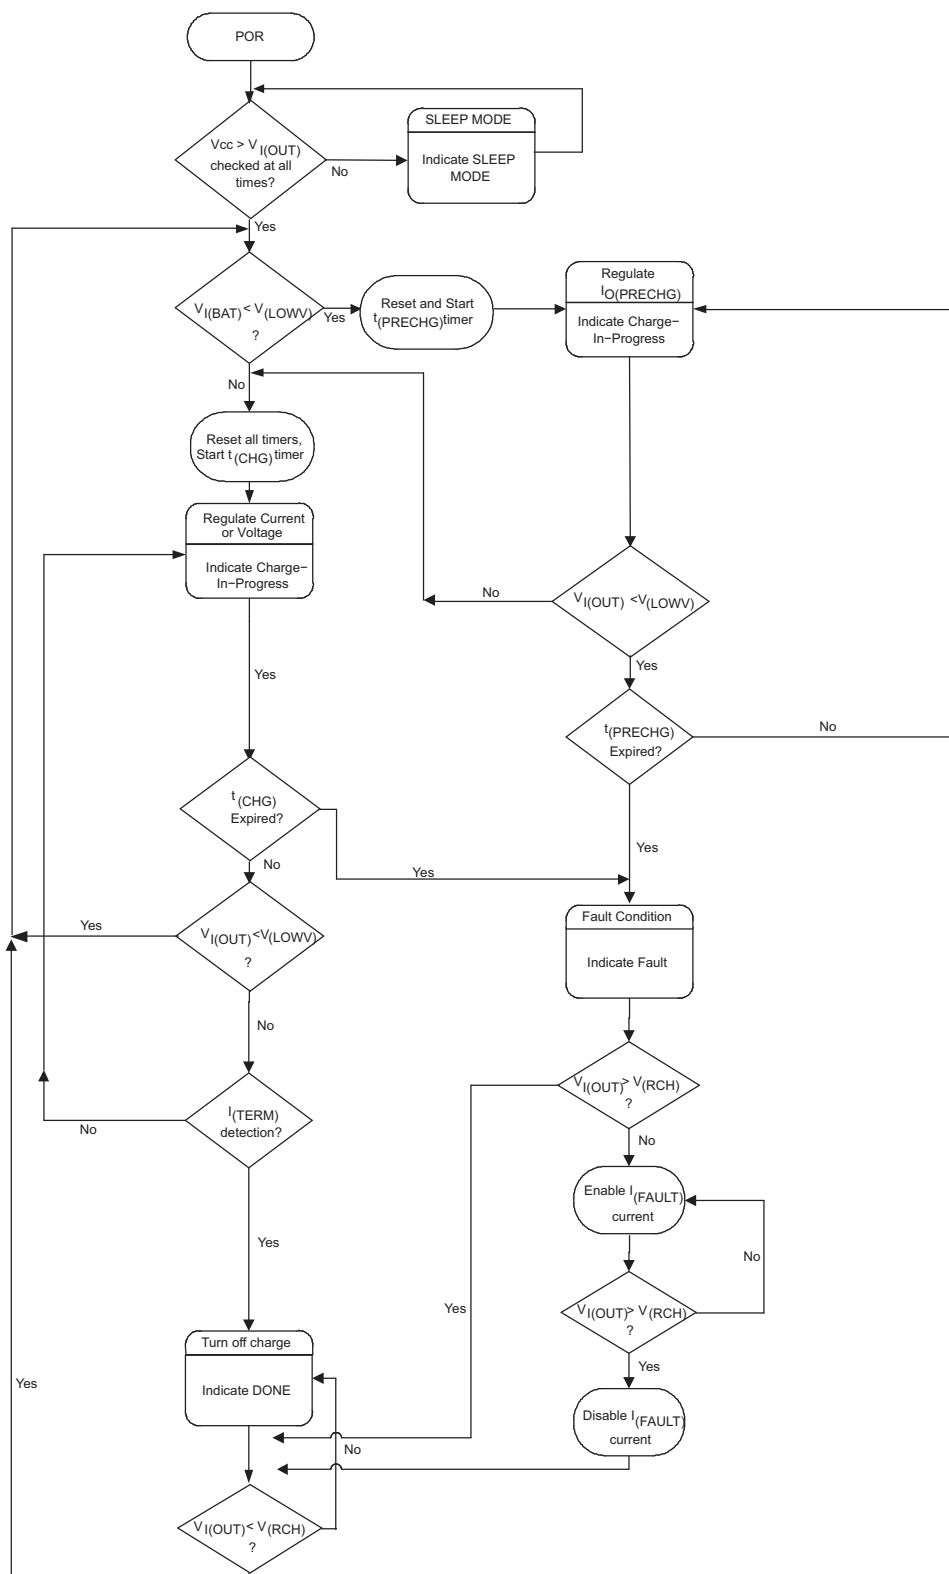 POR
Vcc > V I(OUT)
checked at all
times?
No
SLEEP MODE
Indicate SLEEP
MODE
Yes
V I(BAT) < V (LOWV)
?
Yes
Reset and Start
t(PRECHG) timer
Regulate
I O(PRECHG)
Indicate Charge−
In−Progress
No
Reset all timers,
Start t(CHG) timer
Regulate Current
or Voltage
Indicate Charge−
In−Progress
No
V I(OUT) <V(LOWV)
Yes
Yes
t(PRECHG)
Expired?
No
t (CHG)
Expired?
Yes
Yes
No
V I(OUT) <V(LOWV)
?
Yes
Fault Condition
Indicate Fault
No
V I(OUT) > V (RCH)
?
I(TERM)
detection?
No
No
Enable I(FAULT)
current
Yes
No
V I(OUT) > V (RCH)
?
Yes
Yes
Turn off charge
Indicate DONE
Yes
Disable I(FAULT)
current
No
V I(OUT) < V (RCH)
?